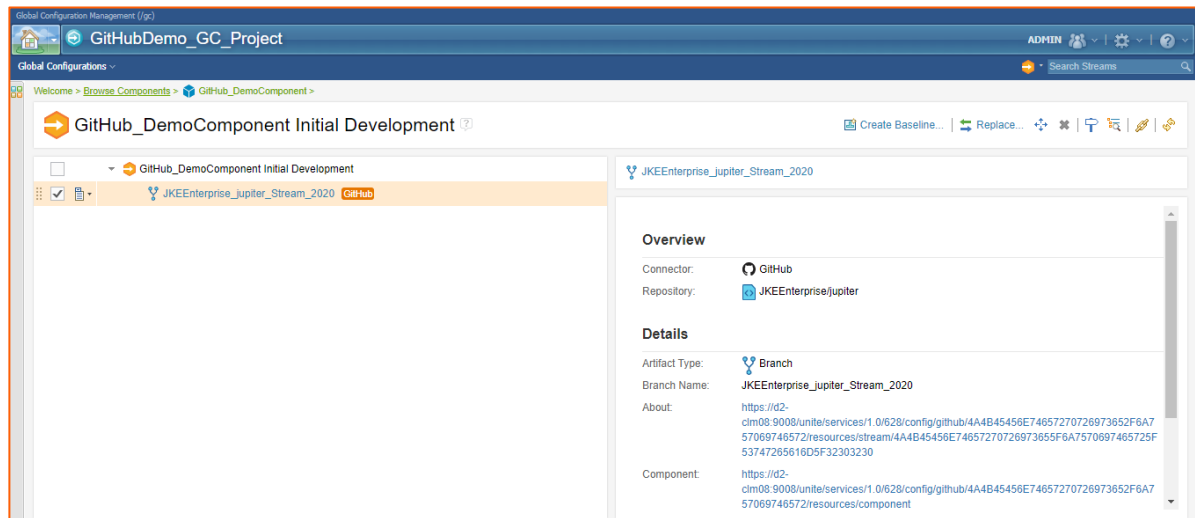 Global Configuration Management (/gc)
GitHubDemo_GC_Project
ADMIN
Global Configurations
Search Streams
Welcome > Browse Components > GitHub_DemoComponent >
GitHub_DemoComponent Initial Development
Create Baseline... | Replace...
GitHub_DemoComponent Initial Development
JKEEnterprise_jupiter_Stream_2020 GitHub
JKEEnterprise_jupiter_Stream_2020
Overview
Connector: GitHub
Repository: JKEEnterprise/jupiter
Details
Artifact Type: Branch
Branch Name: JKEEnterprise_jupiter_Stream_2020
About: https://d2-
clm08:9008/unite/services/1.0/628/config/github/4A4B45456E74657270726973652F6A7
57069746572/resources/stream/4A4B45456E74657270726973655F6A7570697465725F
53747265616D5F32303230
Component: https://d2-
clm08:9008/unite/services/1.0/628/config/github/4A4B45456E74657270726973652F6A7
57069746572/resources/component